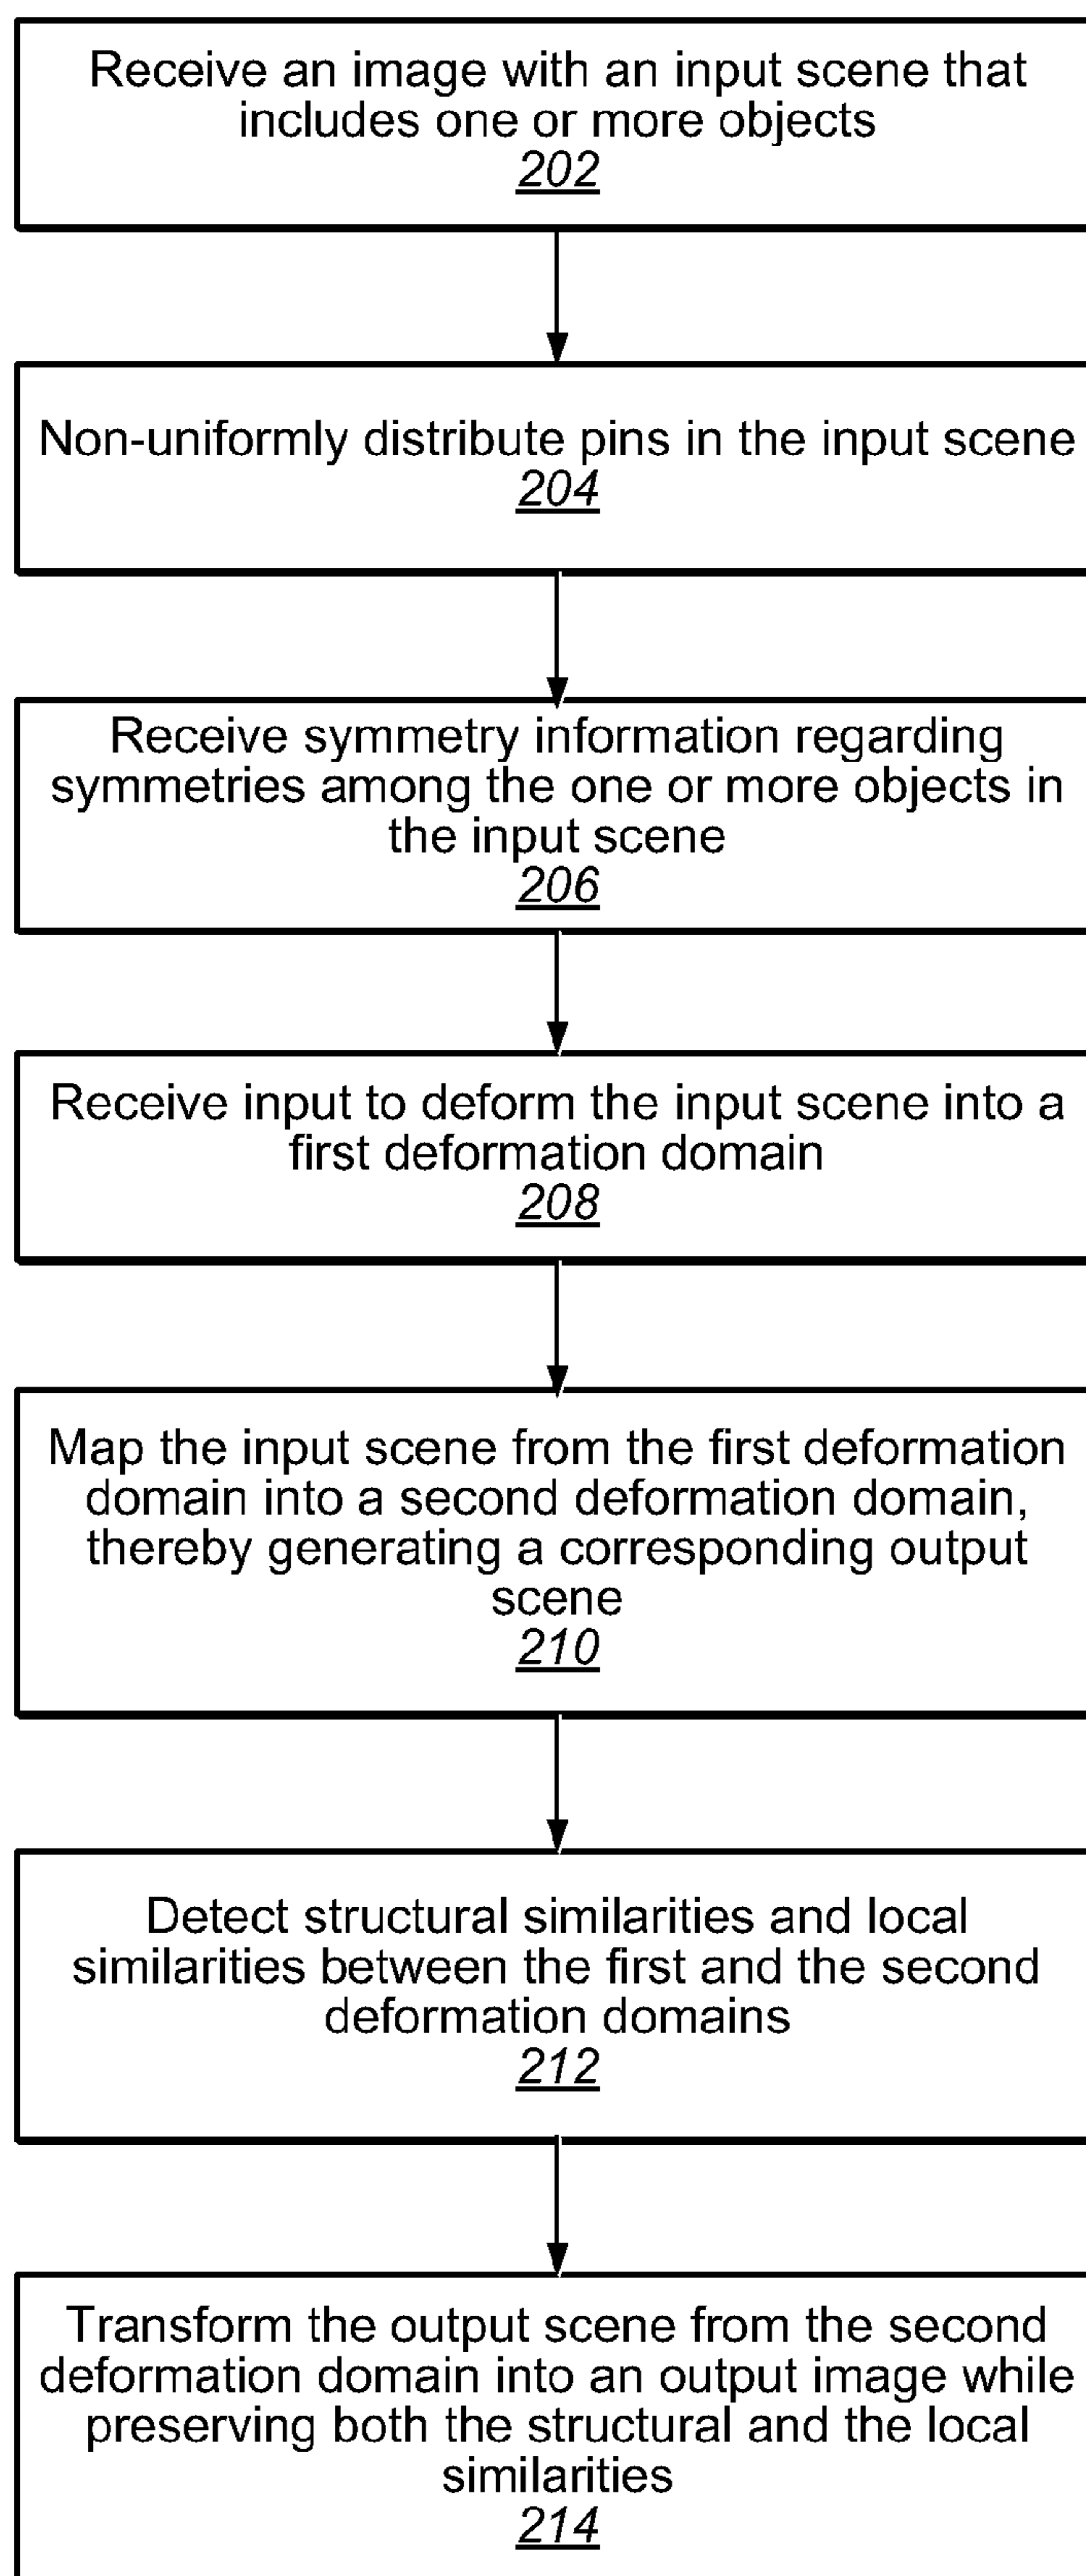 Receive an image with an input scene that
includes one or more objects
202
Non-uniformly distribute pins in the input scene
204
Receive symmetry information regarding
symmetries among the one or more objects in
the input scene
206
Receive input to deform the input scene into a
first deformation domain
208
Map the input scene from the first deformation
domain into a second deformation domain,
thereby generating a corresponding output
scene
210
Detect structural similarities and local
similarities between the first and the second
deformation domains
212
Transform the output scene from the second
deformation domain into an output image while
preserving both the structural and the local
similarities
214